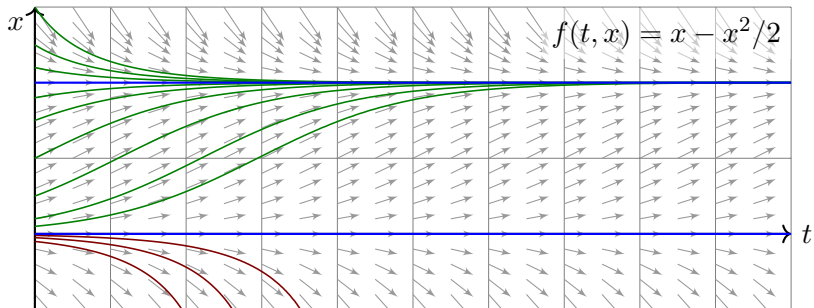 x
f(t, x) = x − x²/2
t